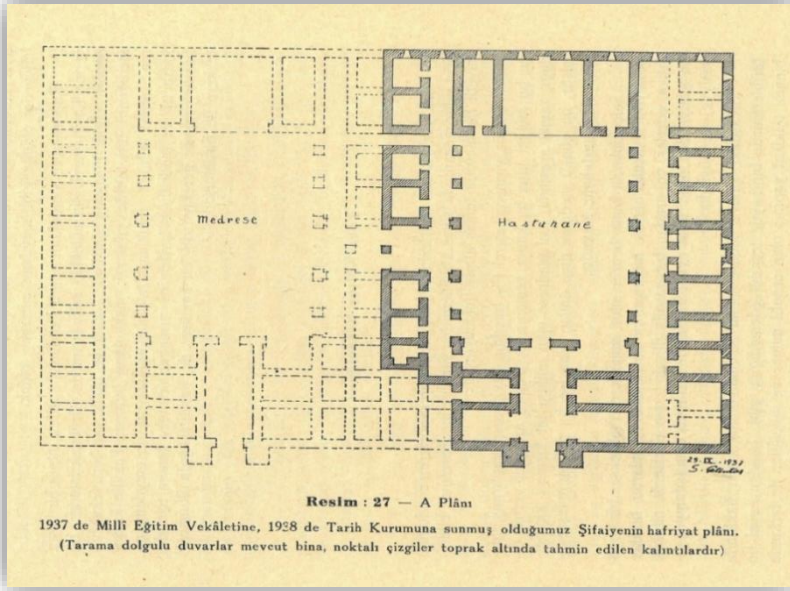 Medrese
Hastahane
Resim : 27 — A Plânı
1937 de Millî Eğitim Vekâletine, 1938 de Tarih Kurumuna sunmuş olduğumuz Şifaiyenin hafriyat plânı.
(Tarama dolgulu duvarlar mevcut bina, noktalı çizgiler toprak altında tahmin edilen kalıntılardır)